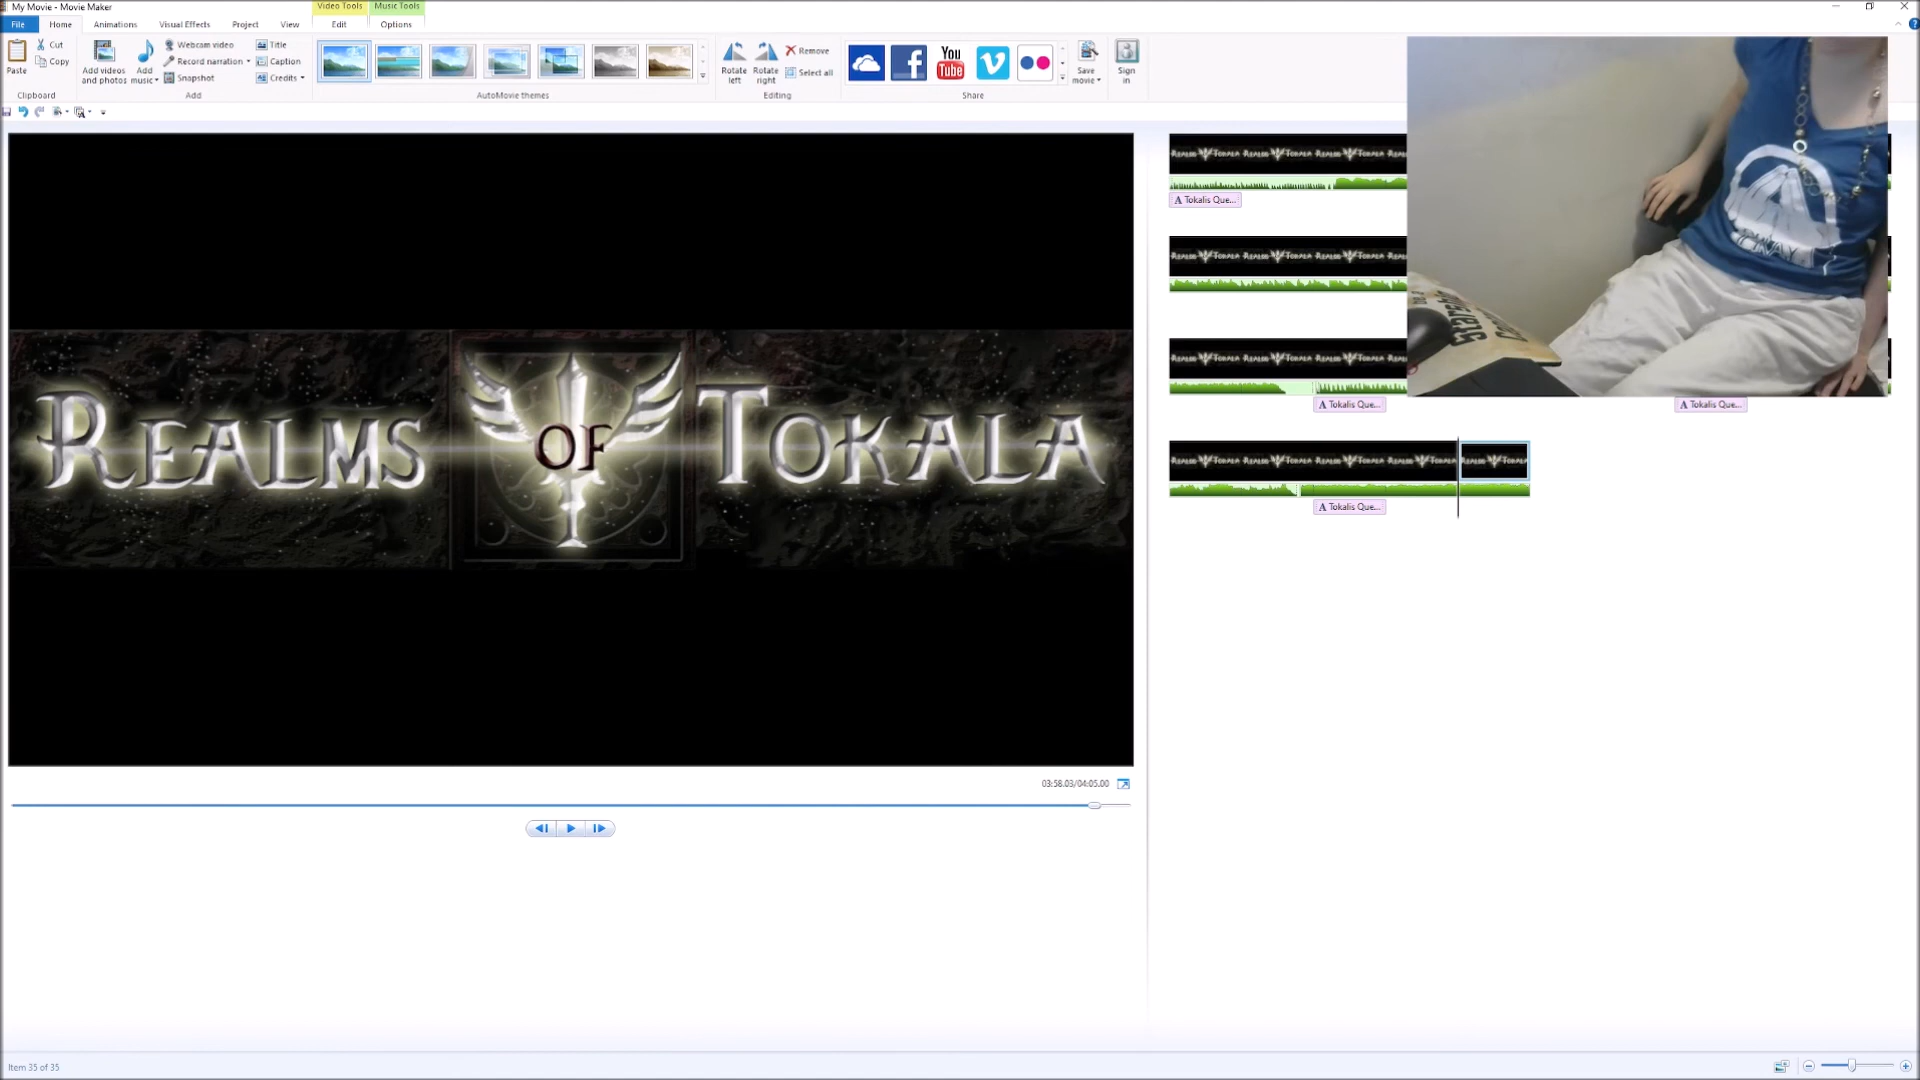 My Movie - Movie Maker
Video Tools
Music Tools
File
Home
Animations
Visual Effects
Project
View
Edit
Options
Paste
Cut
Copy
Clipboard
Add videos and photos
Add music
Webcam video
Record narration
Snapshot
Title
Caption
Credits
Add
AutoMovie themes
Rotate left
Rotate right
Remove
Select all
Editing
You Tube
Share
Save movie
Sign in
REALMS OF TOKALA
A Tokalis Que...
A Tokalis Que...
A Tokalis Que...
A Tokalis Que...
03:58.03/04:05.00
Item 35 of 35